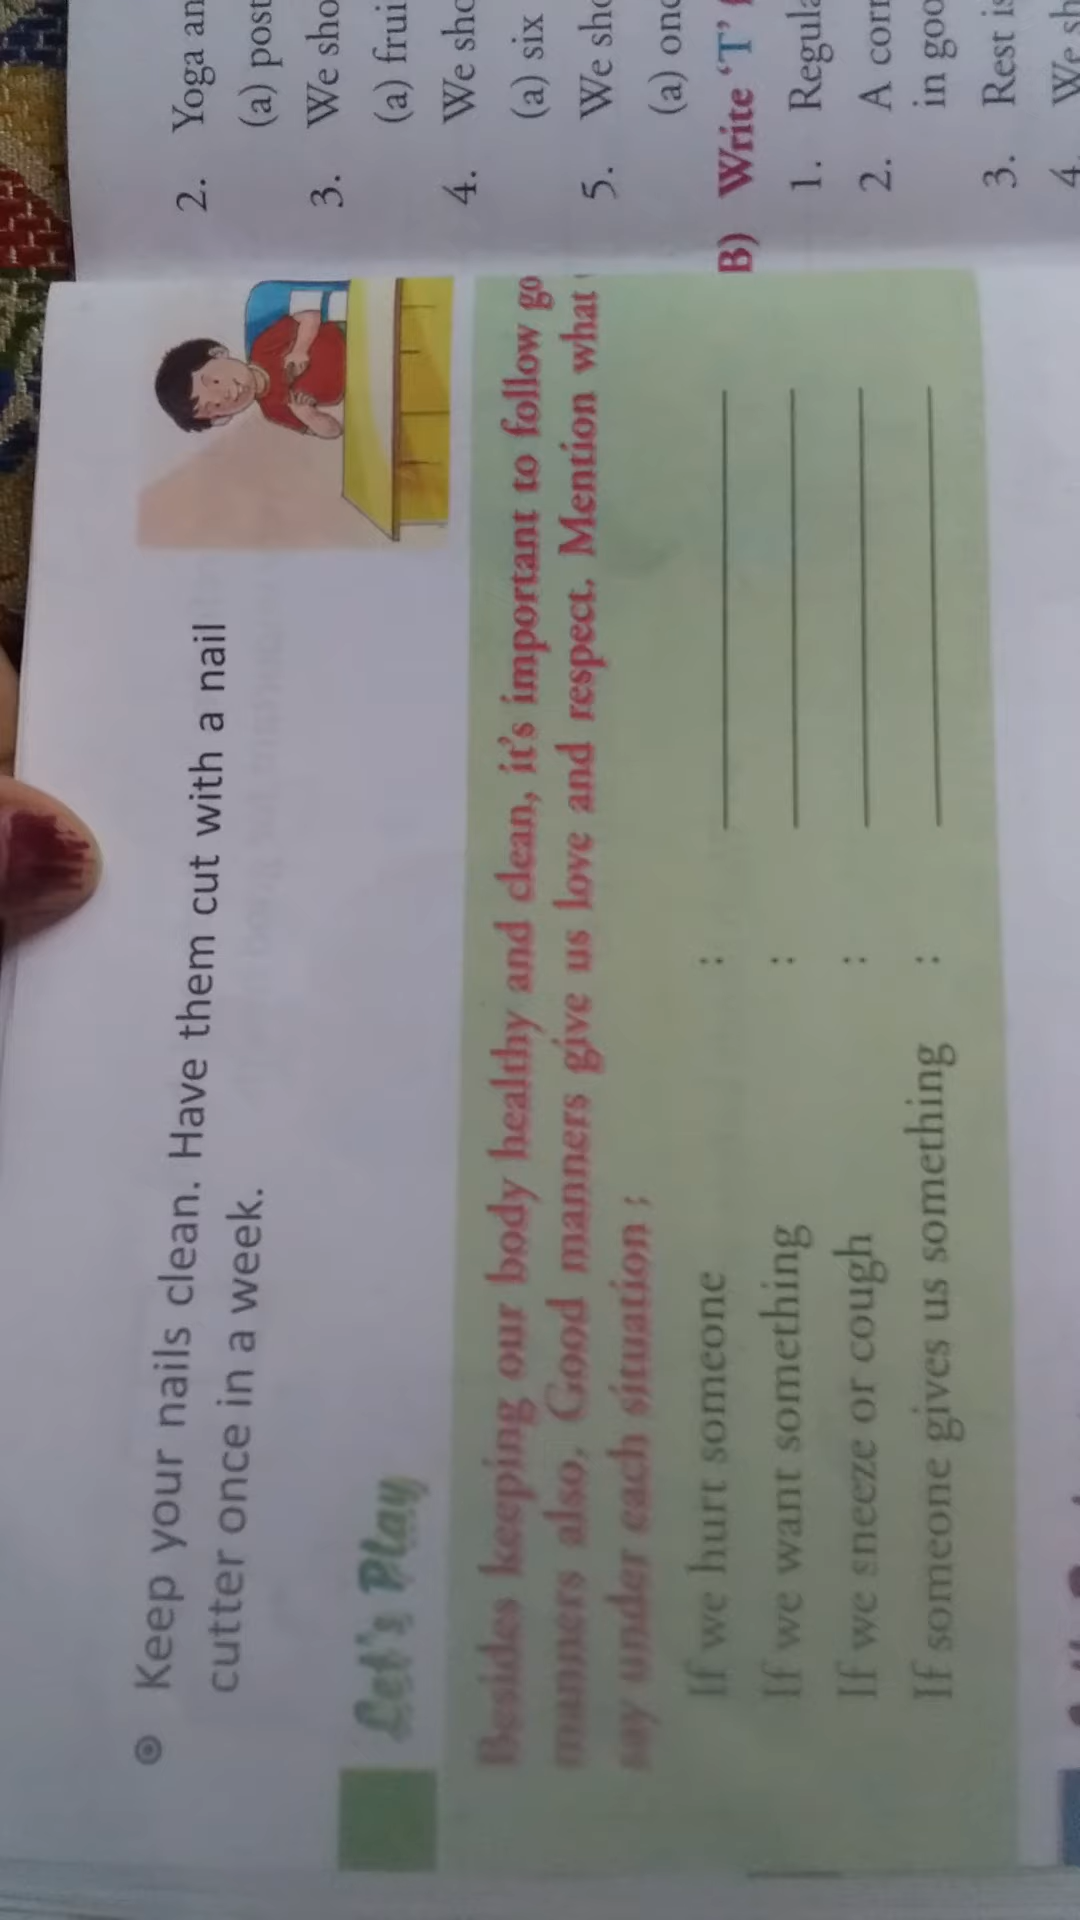 Keep your nails clean. Have them cut with a nail
cutter once in a week.
Let's Play
Besides keeping our body healthy and clean, it's important to follow go
manners also. Good manners give us love and respect. Mention what
say under each situation :
If we hurt someone :
If we want something :
If we sneeze or cough :
If someone gives us something :
2. Yoga an
(a) post
3. We sho
(a) frui
4. We sho
(a) six
5. We sho
(a) onc
B) Write 'T'
1. Regula
2. A corr
in goo
3. Rest is
4. We sh